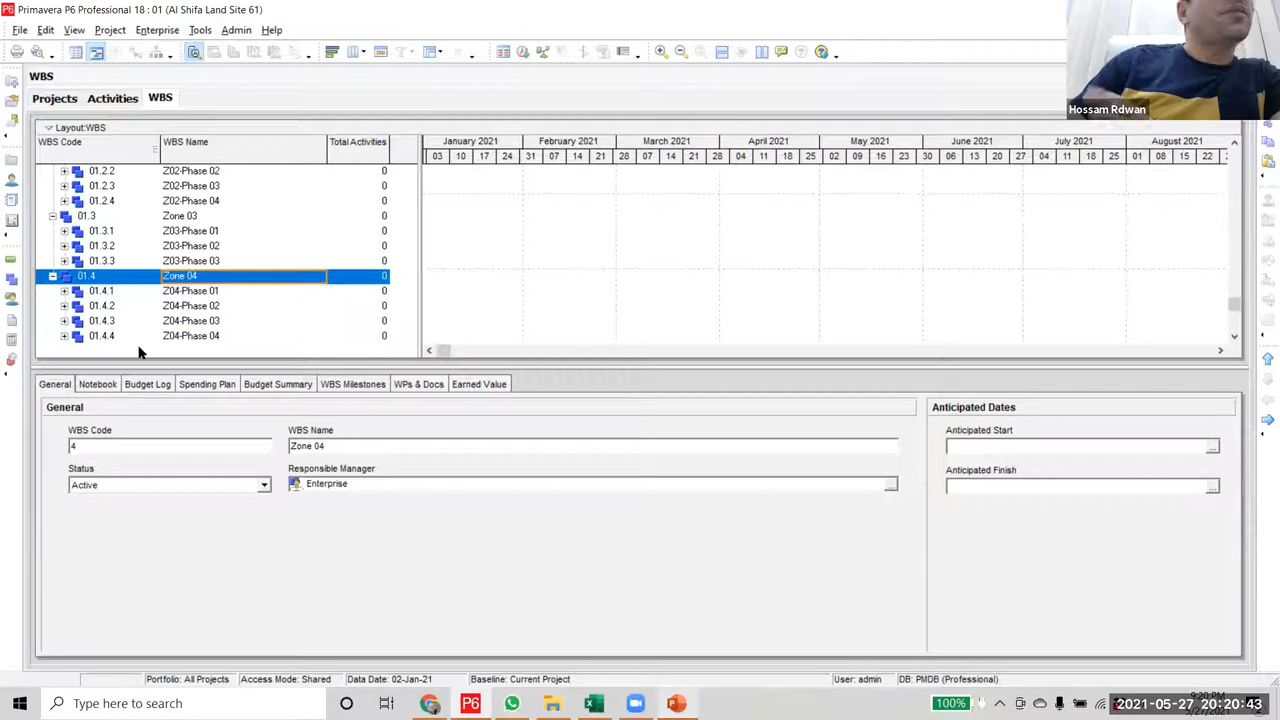 Primavera P6 Professional 18 : 01 (Al Shifa Land Site 61)
File Edit View Project Enterprise Tools Admin Help
Hossam Rdwan
WBS
Projects Activities WBS
Layout:WBS
WBS Code WBS Name Total Activities
January 2021 February 2021 March 2021 April 2021 May 2021 June 2021 July 2021 August 2021
03 10 17 24 31 07 14 21 28 07 14 21 28 04 11 18 25 02 09 16 23 30 06 13 20 27 04 11 18 25 01 08 15 22
01.2.2 Z02-Phase 02 0
01.2.3 Z02-Phase 03 0
01.2.4 Z02-Phase 04 0
01.3 Zone 03 0
01.3.1 Z03-Phase 01 0
01.3.2 Z03-Phase 02 0
01.3.3 Z03-Phase 03 0
01.4 Zone 04 0
01.4.1 Z04-Phase 01 0
01.4.2 Z04-Phase 02 0
01.4.3 Z04-Phase 03 0
01.4.4 Z04-Phase 04 0
General Notebook Budget Log Spending Plan Budget Summary WBS Milestones WPs & Docs Earned Value
General
Anticipated Dates
WBS Code WBS Name Anticipated Start
4 Zone 04
Status Responsible Manager Anticipated Finish
Active Enterprise
Portfolio: All Projects Access Mode: Shared Data Date: 02-Jan-21 Baseline: Current Project User: admin DB: PMDB (Professional)
Type here to search
100%
9:20 PM
2021-05-27 20:20:43